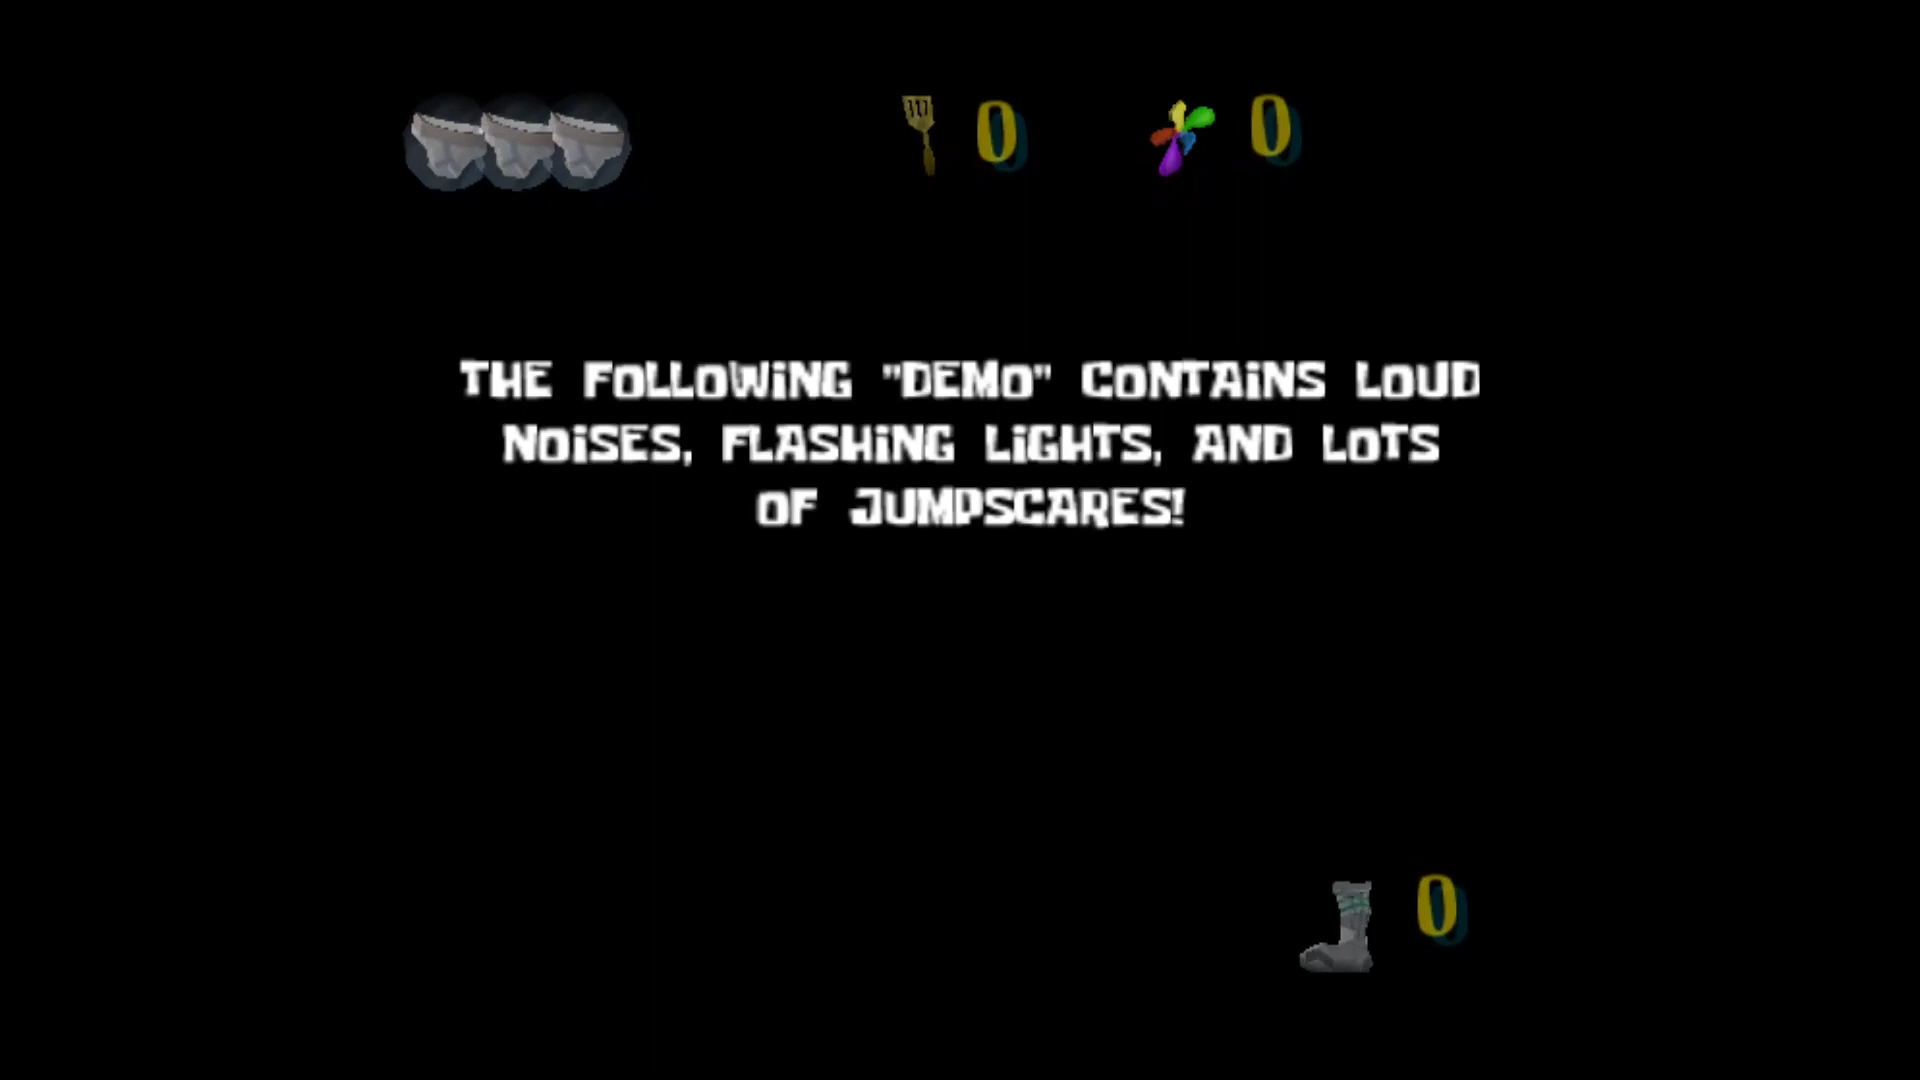 0 0
THE FOLLOWiNG "DEMO" CONTAiNS LOUD
NOiSES, FLASHiNG LiGHTS, AND LOTS
OF JUMPSCARES!
0